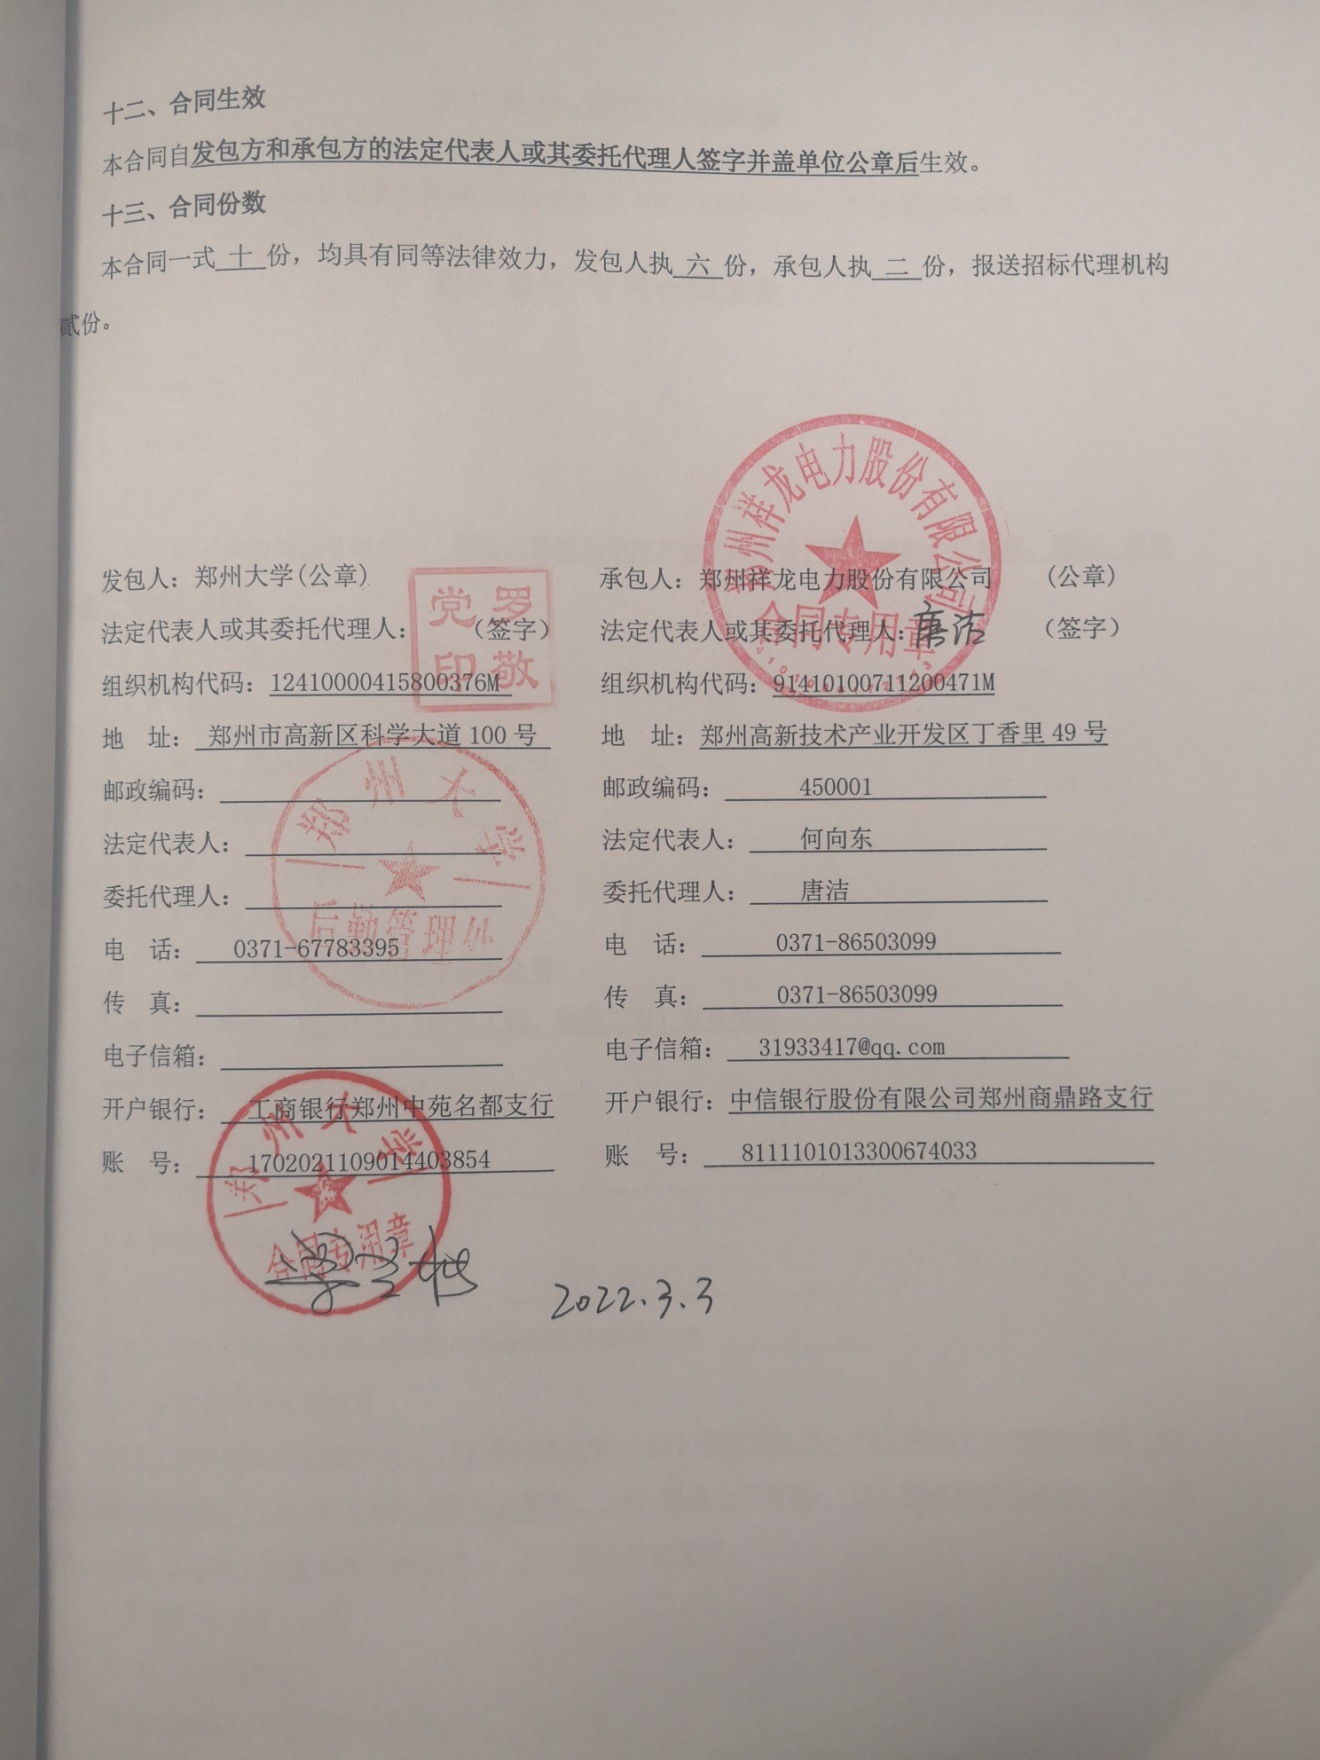 十二、合同生效
本合同自发包方和承包方的法定代表人或其委托代理人签字并盖单位公章后生效。
十三、合同份数
本合同一式 十 份，均具有同等法律效力，发包人执 六 份，承包人执 二 份，报送招标代理机构
贰份。
郑州祥龙电力股份有限公司
合同专用章
发包人：郑州大学(公章)
承包人：郑州祥龙电力股份有限公司 （公章）
罗敬党印
法定代表人或其委托代理人： （签字）
法定代表人或其委托代理人：唐洁 （签字）
组织机构代码：12410000415800376M
组织机构代码：91410100711200471M
地 址：郑州市高新区科学大道 100 号
地 址：郑州高新技术产业开发区丁香里 49 号
邮政编码：
邮政编码：450001
郑州大学
后勤管理处
法定代表人：
法定代表人：何向东
委托代理人：
委托代理人：唐洁
电 话：0371-67783395
电 话：0371-86503099
传 真：
传 真：0371-86503099
电子信箱：
电子信箱：31933417@qq.com
开户银行：工商银行郑州中苑名都支行
开户银行：中信银行股份有限公司郑州商鼎路支行
账 号：1702021109014403854
账 号：8111101013300674033
郑州大学
合同专用章
2022.3.3